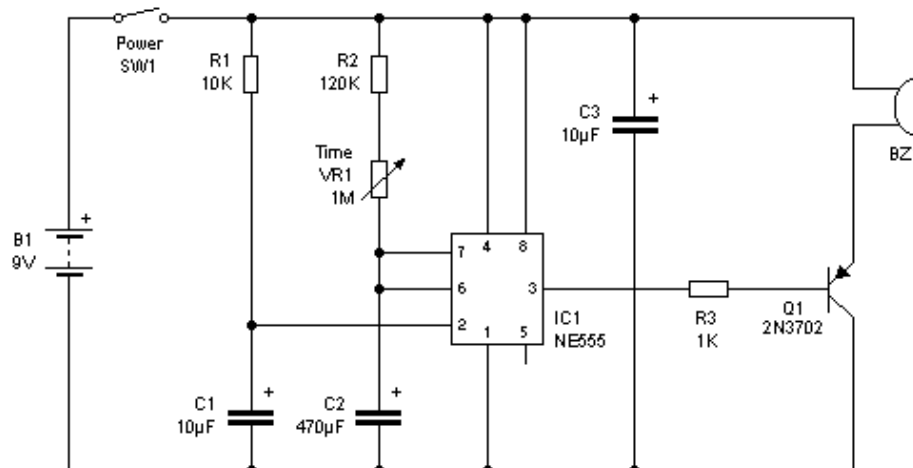 Power
SW1
R1
10K
R2
120K
Time
VR1
1M
C3
10µF
+
BZ
B1
9V
+
7
4
8
6
3
2
1
5
IC1
NE555
R3
1K
Q1
2N3702
C1
10µF
+
C2
470µF
+